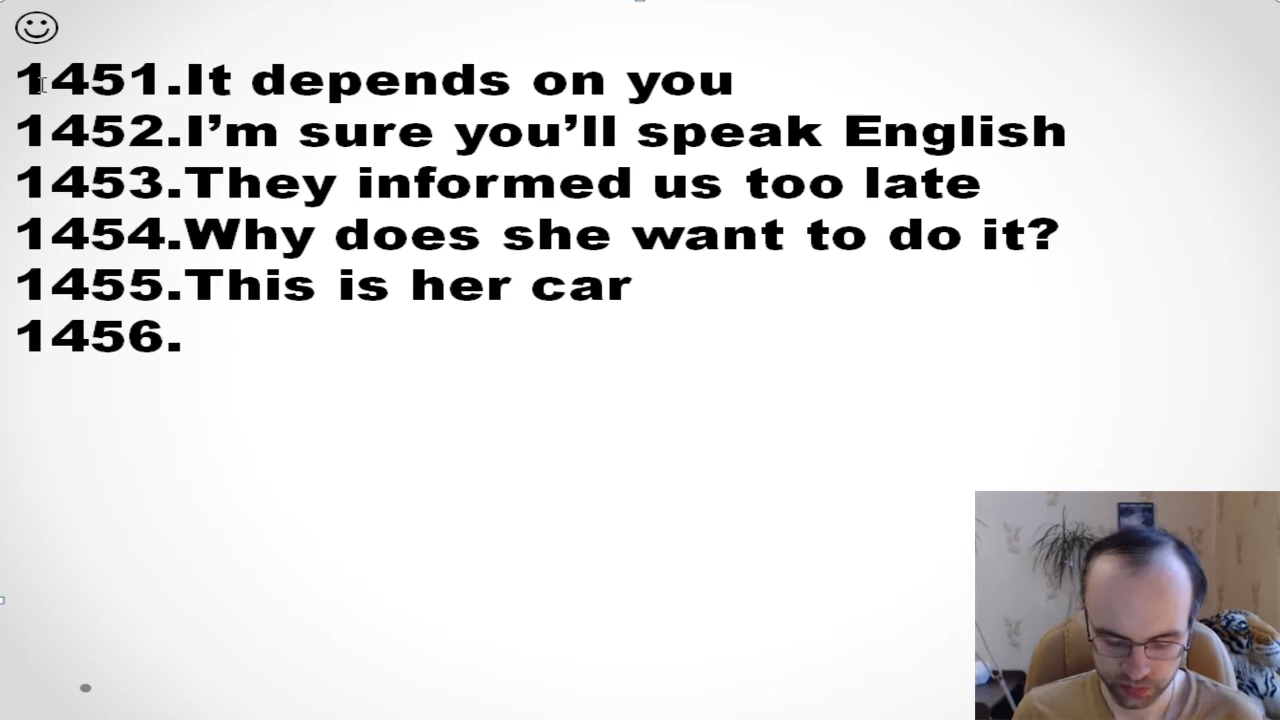 1451.It depends on you
1452.I’m sure you’ll speak English
1453.They informed us too late
1454.Why does she want to do it?
1455.This is her car
1456.